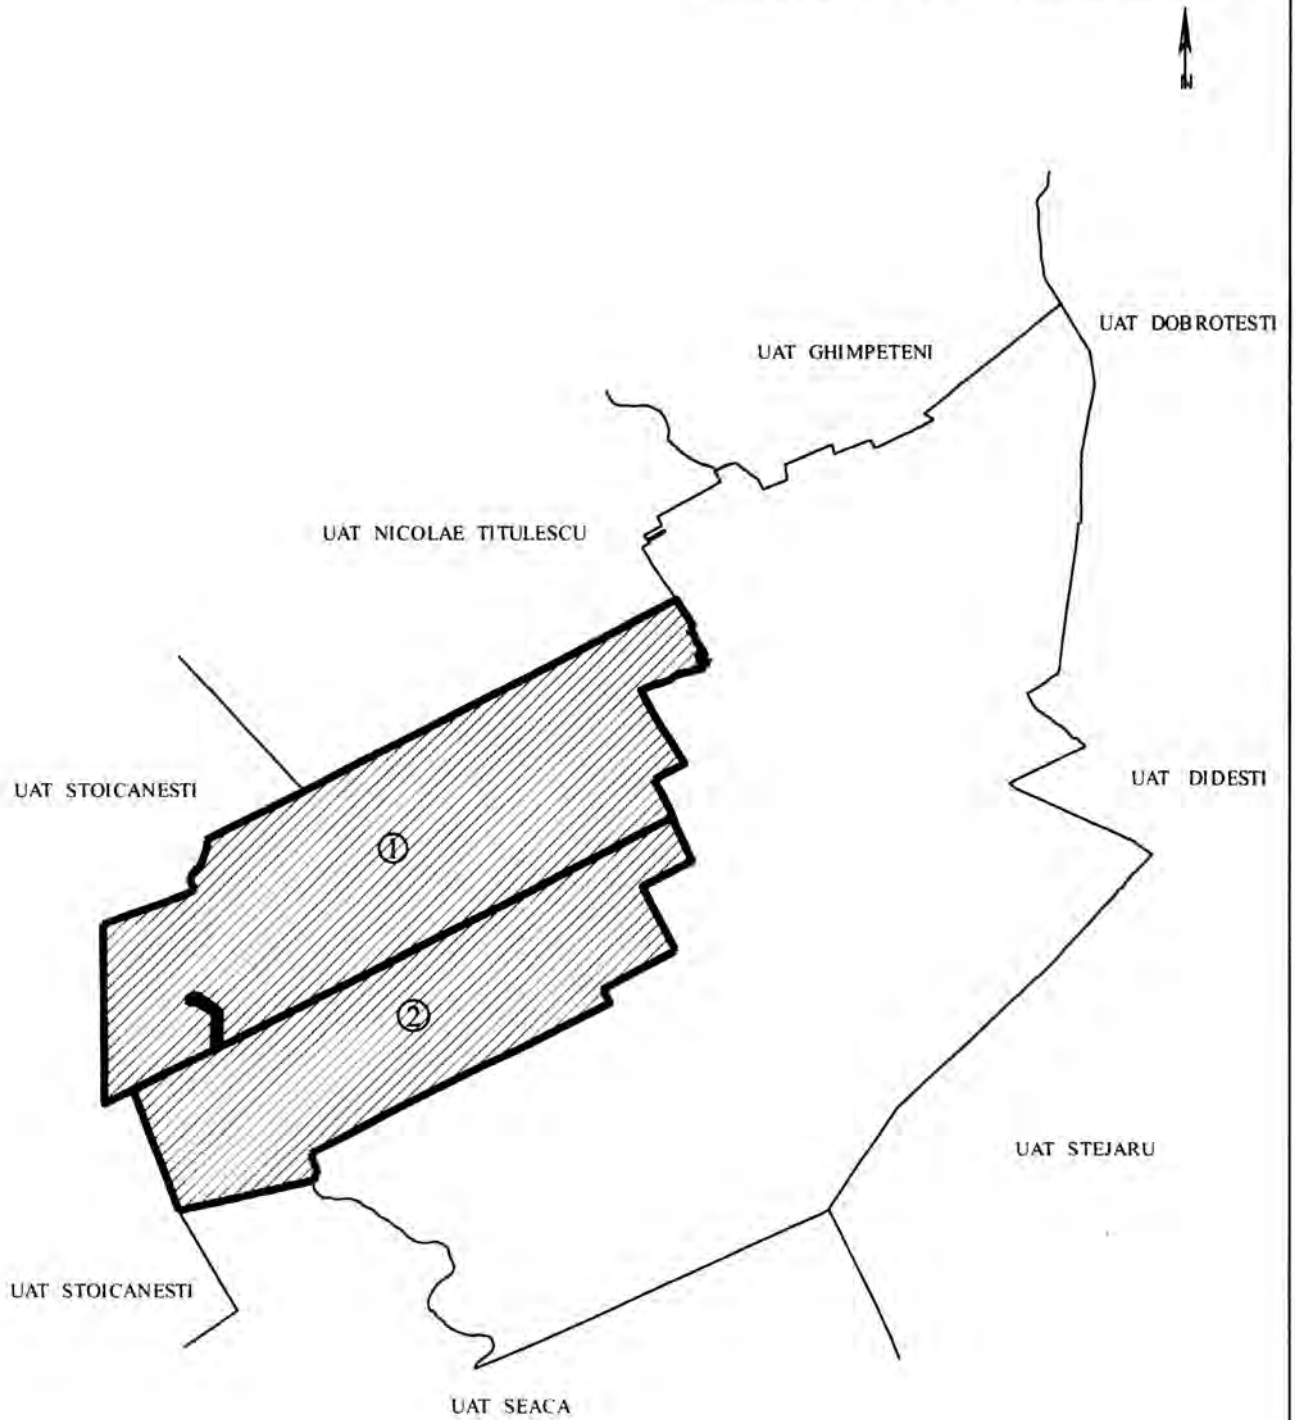 N
UAT DOBROTESTI
UAT GHIMPETENI
UAT NICOLAE TITULESCU
UAT STOICANESTI
UAT DIDESTI
1
2
UAT STEJARU
UAT STOICANESTI
UAT SEACA